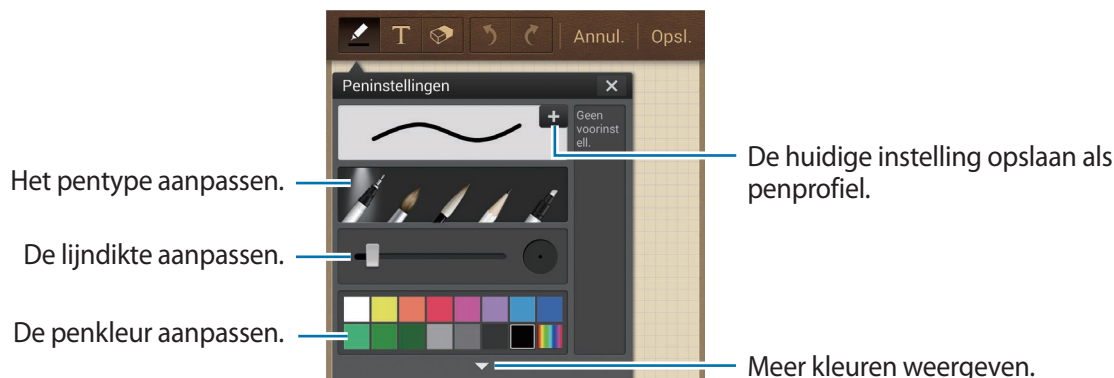 T
Annul.
Opsl.
Peninstellingen
Geen
voorinst
ell.
De huidige instelling opslaan als
penprofiel.
Het pentype aanpassen.
De lijndikte aanpassen.
De penkleur aanpassen.
Meer kleuren weergeven.